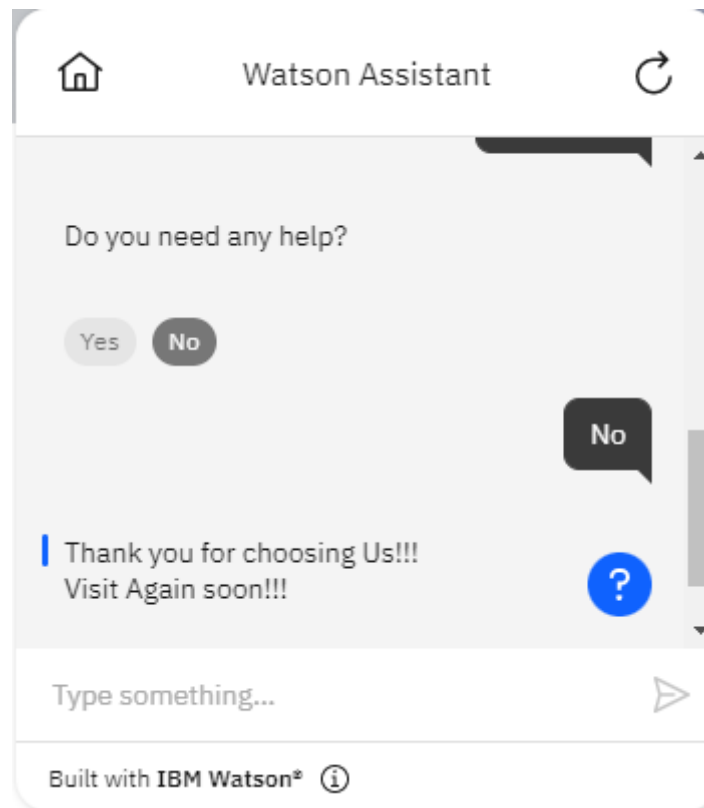 Watson Assistant
Do you need any help?
Yes No
No
Thank you for choosing Us!!!
Visit Again soon!!!
?
Type something...
Built with IBM Watson®